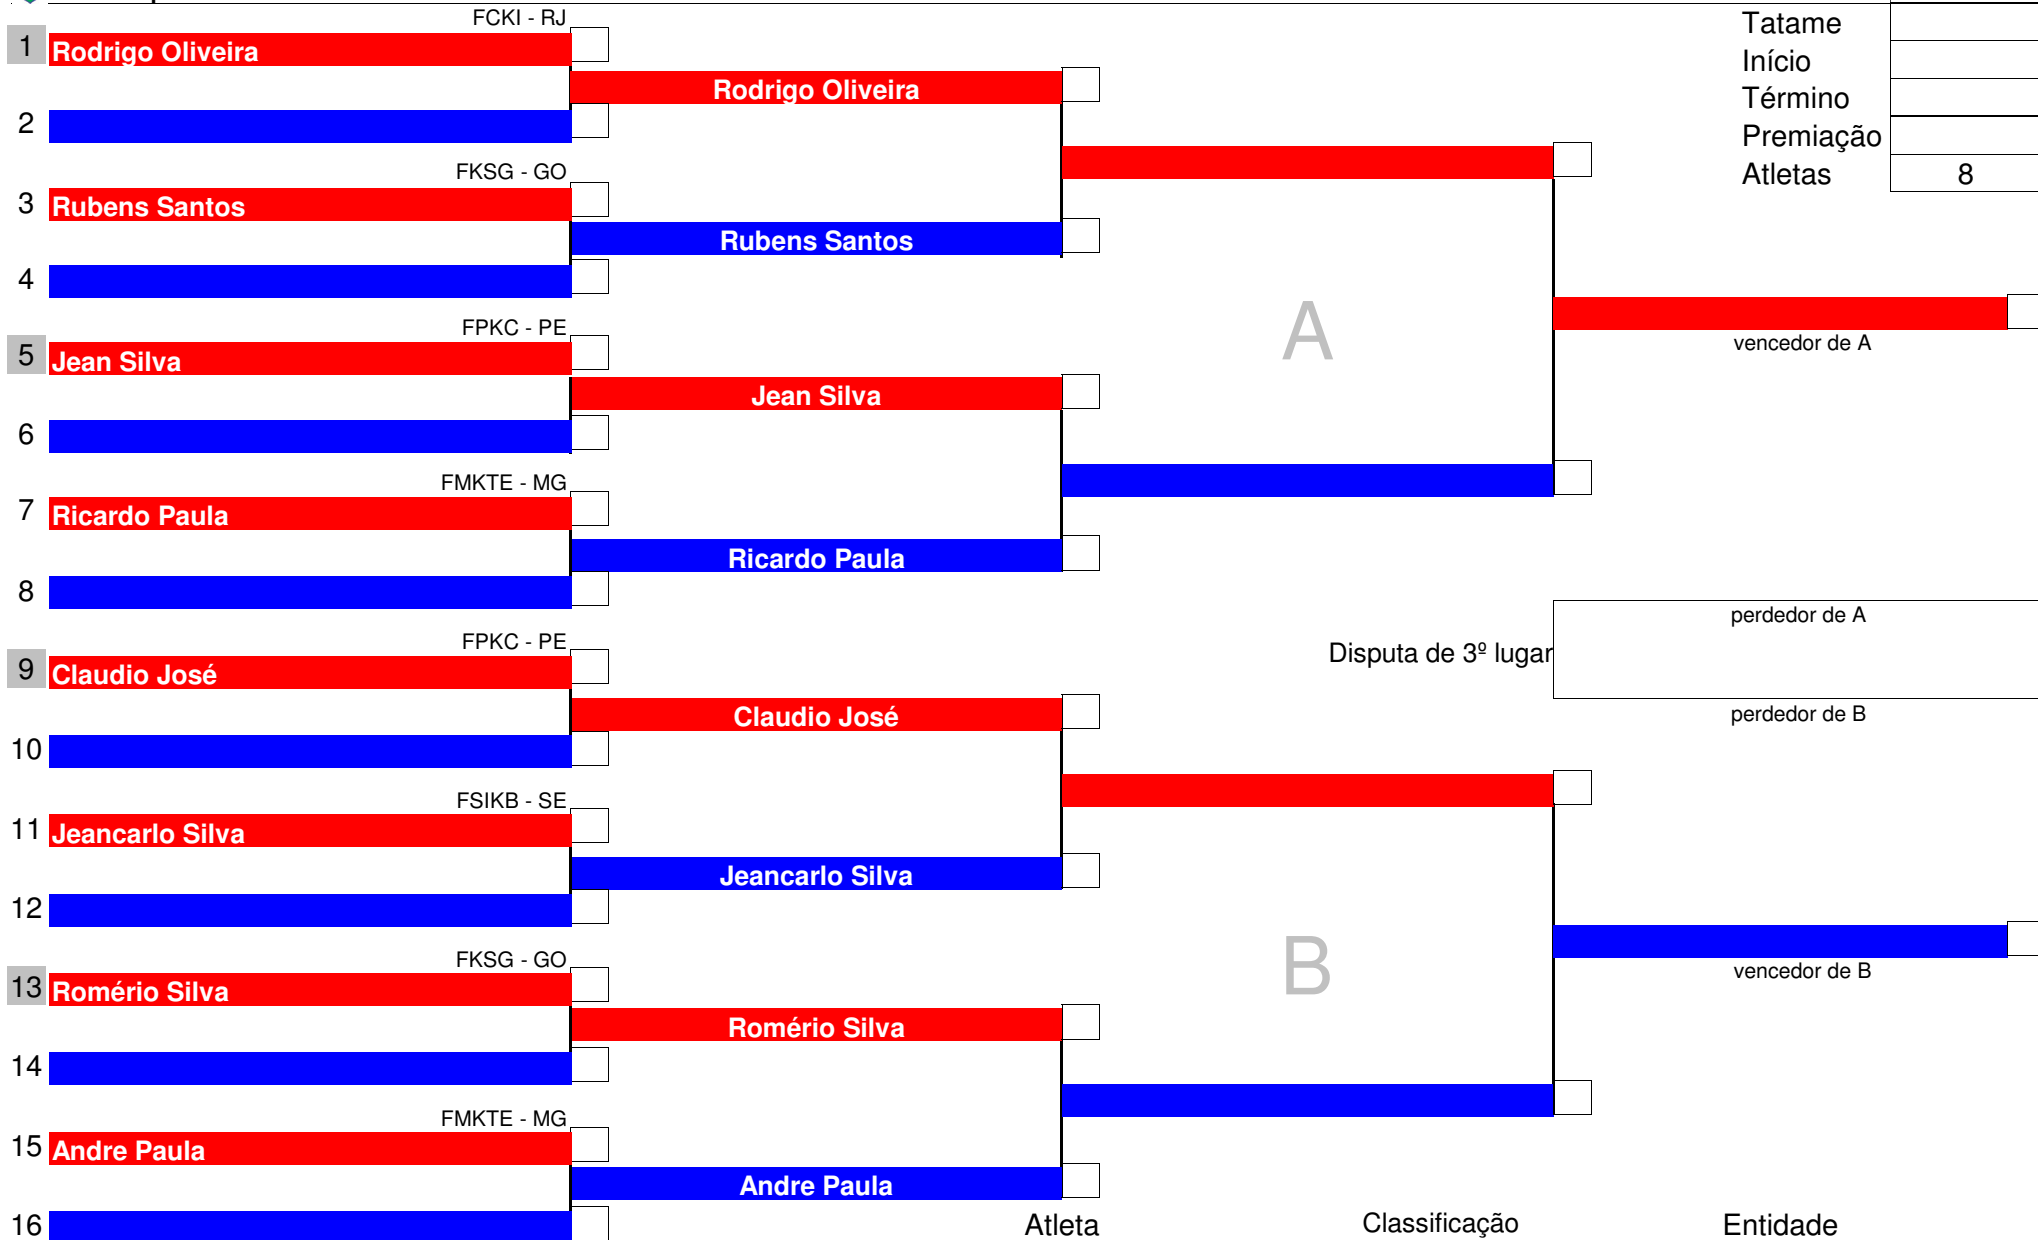 FCKI - RJ
Tatame
1 Rodrigo Oliveira
Início
Rodrigo Oliveira
Término
2
Premiação
FKSG - GO
Atletas 8
3 Rubens Santos
Rubens Santos
4
FPKC - PE
A
vencedor de A
5 Jean Silva
Jean Silva
6
FMKTE - MG
7 Ricardo Paula
Ricardo Paula
8
perdedor de A
FPKC - PE
Disputa de 3º lugar
9 Claudio José
Claudio José
perdedor de B
10
FSIKB - SE
11 Jeancarlo Silva
Jeancarlo Silva
12
FKSG - GO
B
vencedor de B
13 Romério Silva
Romério Silva
14
FMKTE - MG
15 Andre Paula
Andre Paula
16
Atleta Classificação Entidade